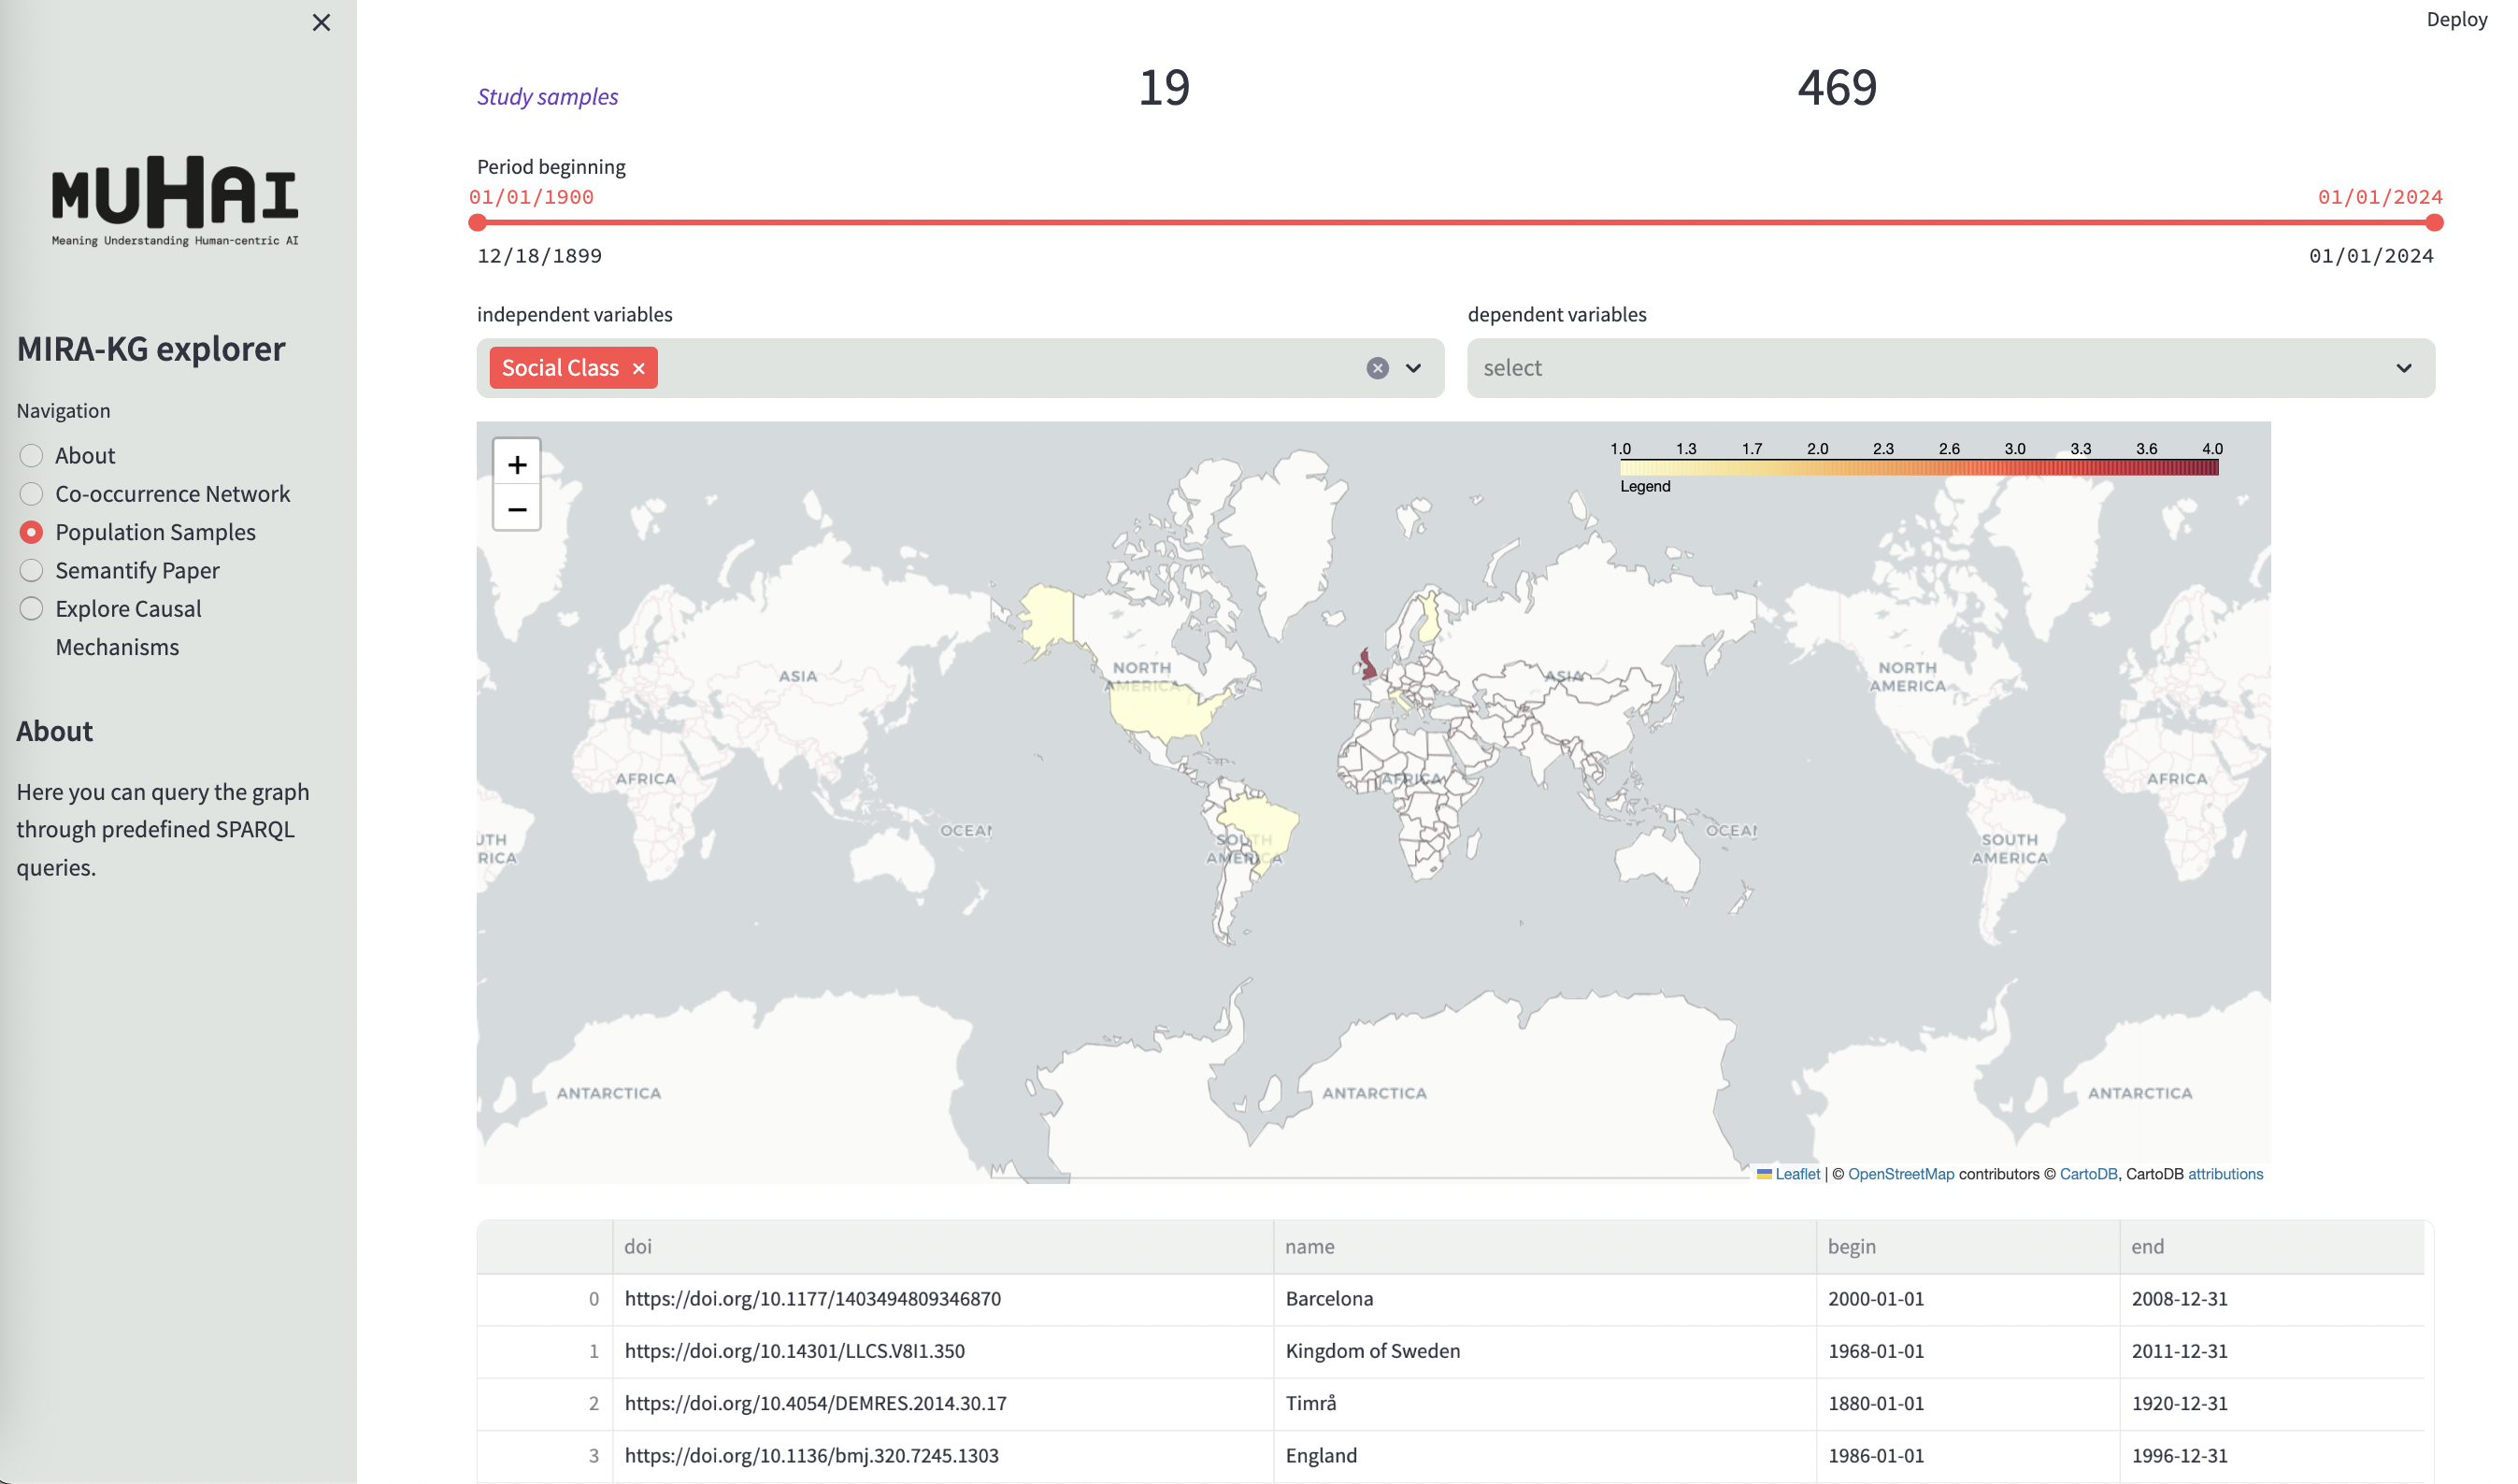 Deploy
MUHAI
Meaning Understanding Human-centric AI
MIRA-KG explorer
Navigation
About
Co-occurrence Network
Population Samples
Semantify Paper
Explore Causal
Mechanisms
About
Here you can query the graph
through predefined SPARQL
queries.
Study samples
19
469
Period beginning
01/01/1900
01/01/2024
12/18/1899
01/01/2024
independent variables
dependent variables
Social Class
select
+
−
1.0 1.3 1.7 2.0 2.3 2.6 3.0 3.3 3.6 4.0
Legend
ASIA
NORTH
AMERICA
ASIA
NORTH
AMERICA
AFRICA
AFRICA
AFRICA
OCEAN
OCEAN
UTH
RICA
SOUTH
AMERICA
SOUTH
AMERICA
ANTARCTICA
ANTARCTICA
ANTARCTICA
Leaflet | © OpenStreetMap contributors © CartoDB, CartoDB attributions
doi name begin end
0 https://doi.org/10.1177/1403494809346870 Barcelona 2000-01-01 2008-12-31
1 https://doi.org/10.14301/LLCS.V8I1.350 Kingdom of Sweden 1968-01-01 2011-12-31
2 https://doi.org/10.4054/DEMRES.2014.30.17 Timrå 1880-01-01 1920-12-31
3 https://doi.org/10.1136/bmj.320.7245.1303 England 1986-01-01 1996-12-31